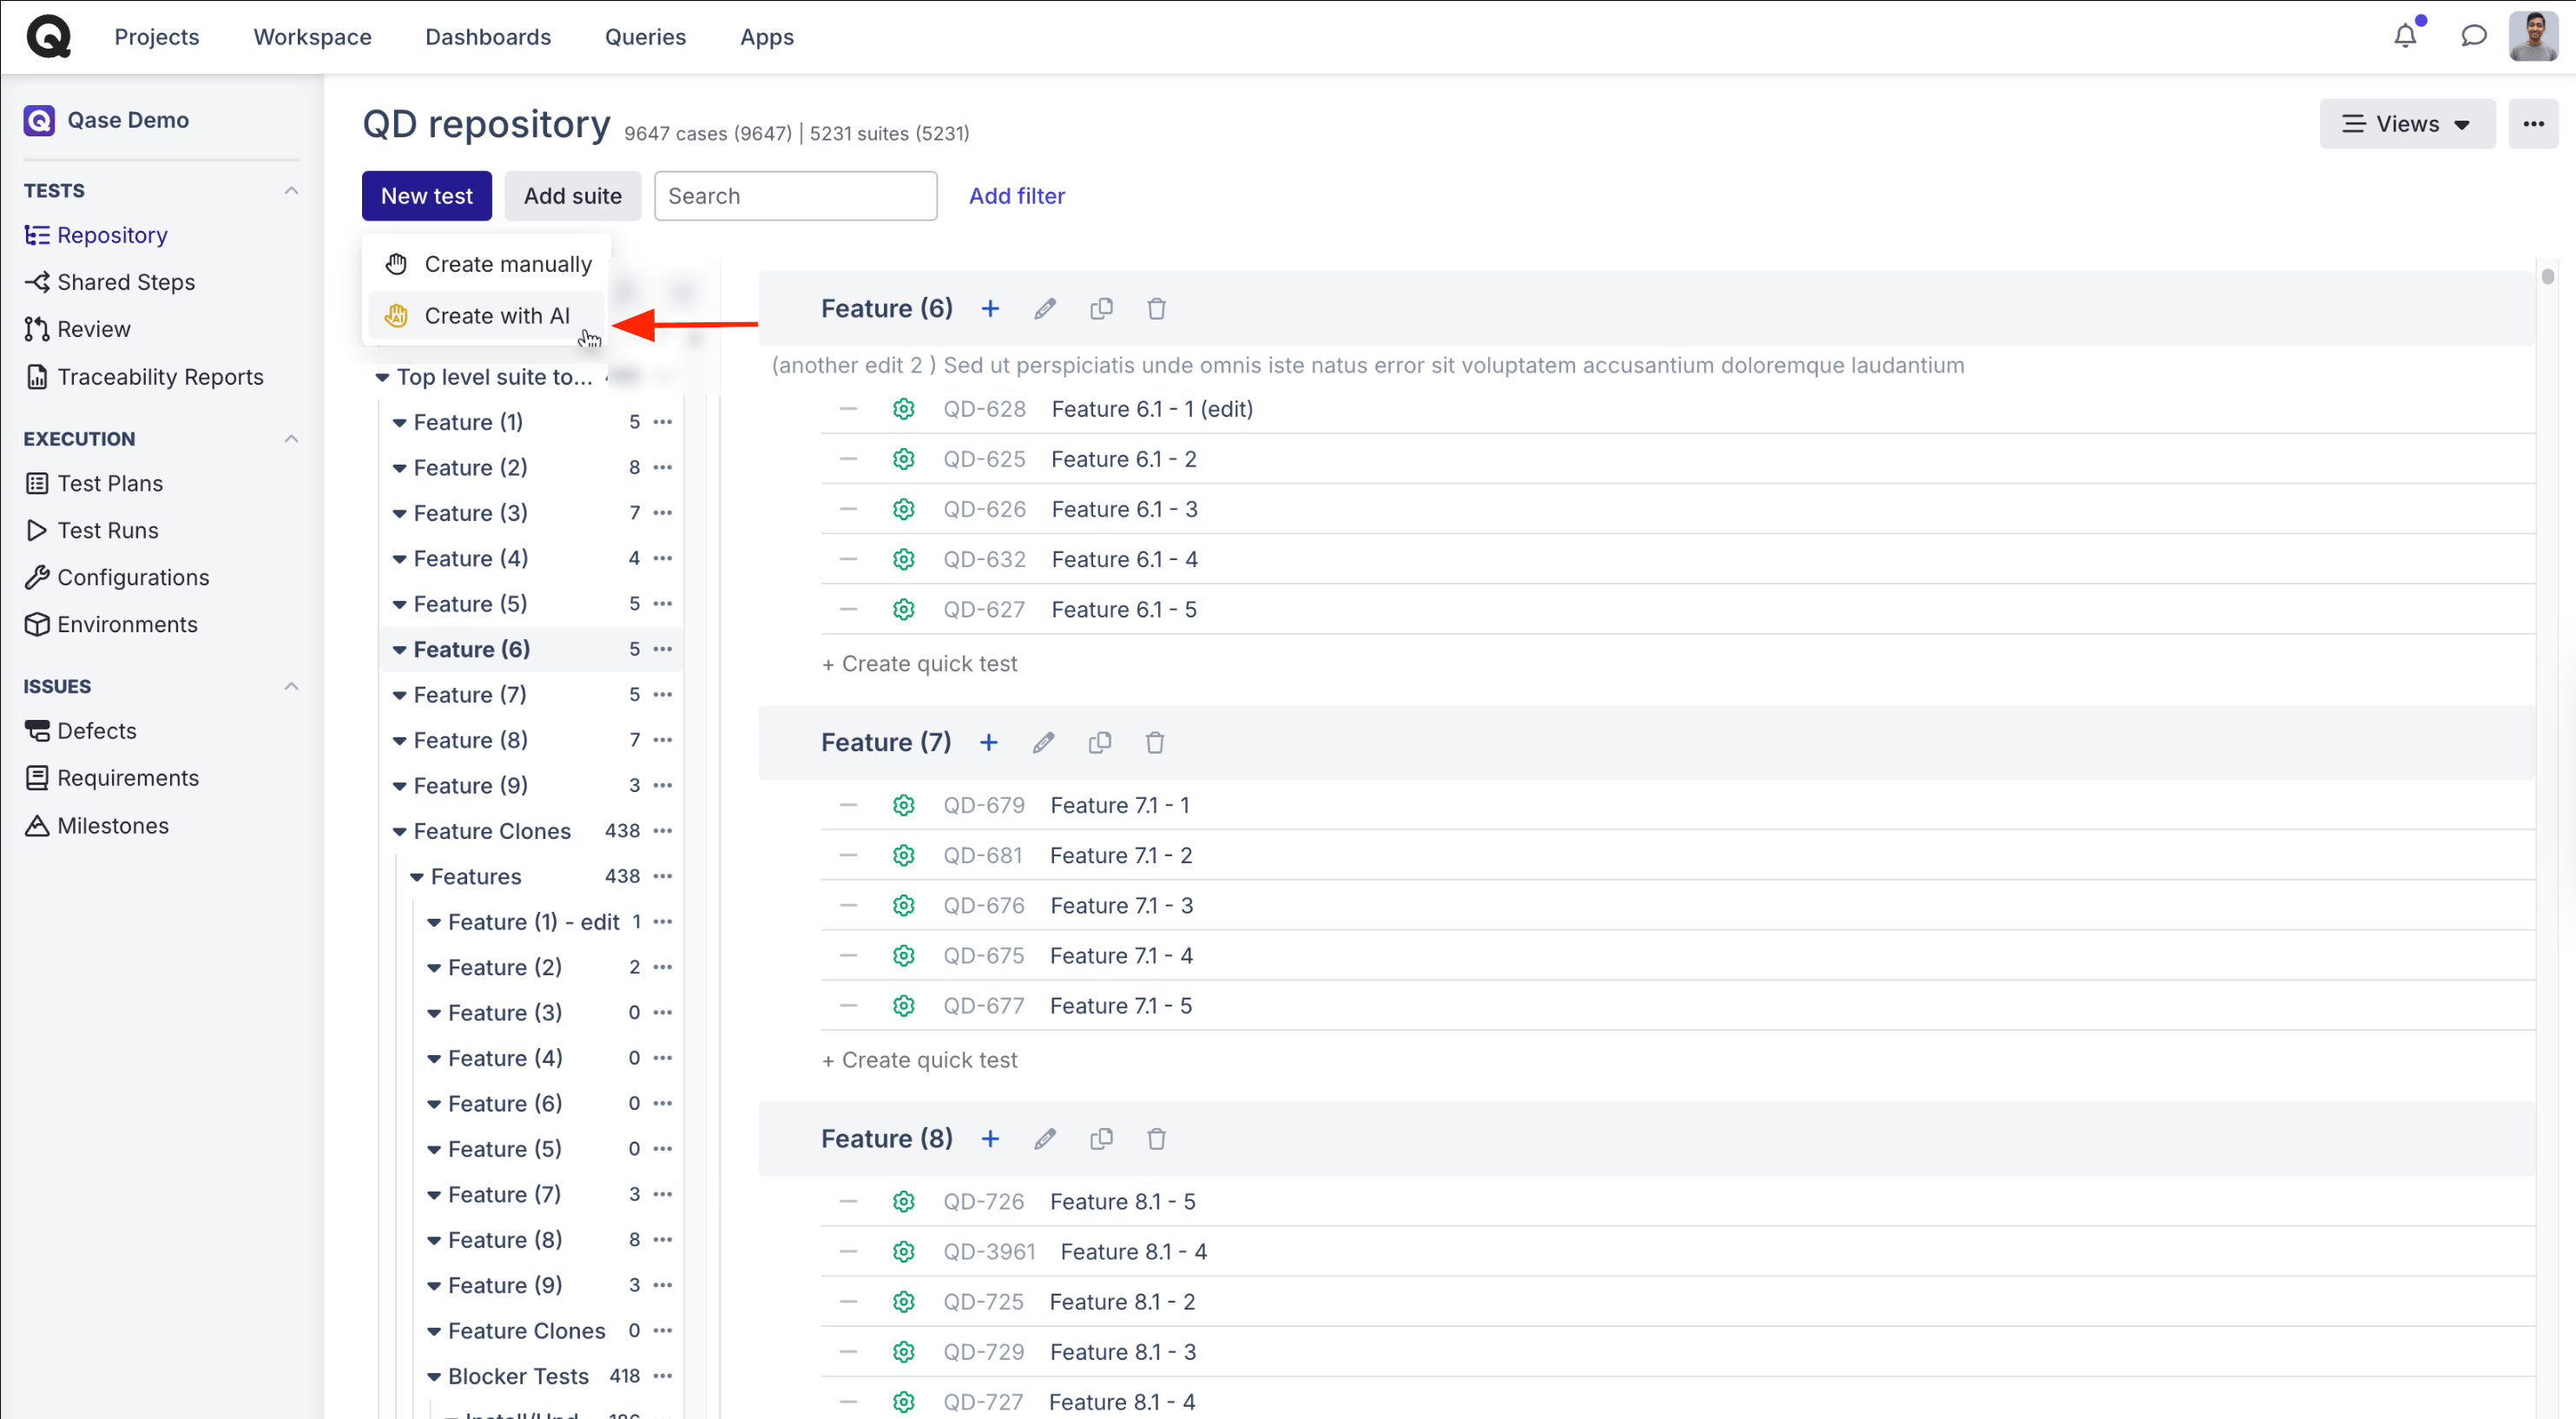 Projects Workspace Dashboards Queries Apps
Qase Demo
TESTS
Repository
Shared Steps
Review
Traceability Reports
EXECUTION
Test Plans
Test Runs
Configurations
Environments
ISSUES
Defects
Requirements
Milestones
QD repository 9647 cases (9647) | 5231 suites (5231)
Views
New test Add suite Search Add filter
Create manually
AI Create with AI
Top level suite to...
Feature (1) 5
Feature (2) 8
Feature (3) 7
Feature (4) 4
Feature (5) 5
Feature (6) 5
Feature (7) 5
Feature (8) 7
Feature (9) 3
Feature Clones 438
Features 438
Feature (1) - edit 1
Feature (2) 2
Feature (3) 0
Feature (4) 0
Feature (6) 0
Feature (5) 0
Feature (7) 3
Feature (8) 8
Feature (9) 3
Feature Clones 0
Blocker Tests 418
Feature (6) +
(another edit 2 ) Sed ut perspiciatis unde omnis iste natus error sit voluptatem accusantium doloremque laudantium
QD-628 Feature 6.1 - 1 (edit)
QD-625 Feature 6.1 - 2
QD-626 Feature 6.1 - 3
QD-632 Feature 6.1 - 4
QD-627 Feature 6.1 - 5
+ Create quick test
Feature (7) +
QD-679 Feature 7.1 - 1
QD-681 Feature 7.1 - 2
QD-676 Feature 7.1 - 3
QD-675 Feature 7.1 - 4
QD-677 Feature 7.1 - 5
+ Create quick test
Feature (8) +
QD-726 Feature 8.1 - 5
QD-3961 Feature 8.1 - 4
QD-725 Feature 8.1 - 2
QD-729 Feature 8.1 - 3
QD-727 Feature 8.1 - 4